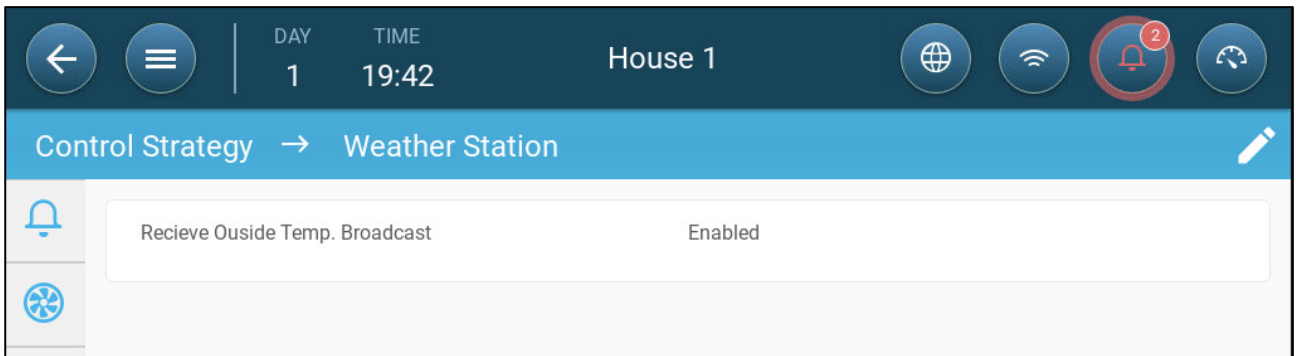 DAY TIME
1 19:42 House 1 2
Control Strategy → Weather Station
Recieve Ouside Temp. Broadcast Enabled